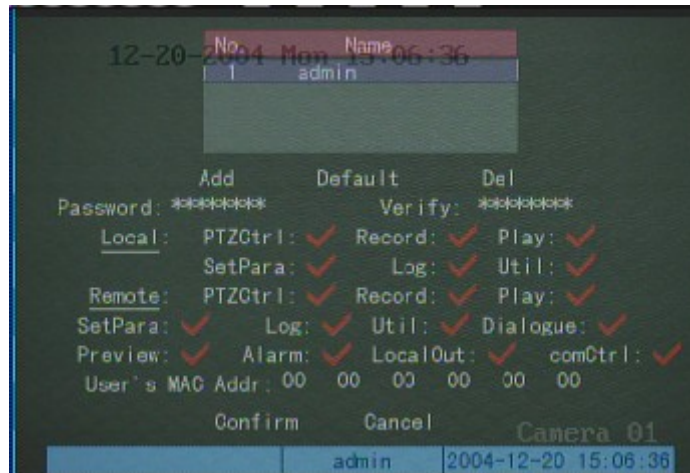 No. Name
12-20-2004 Mon 15:06:36
1 admin
Add Default Del
Password: ******** Verify: ********
Local: PTZCtrl: Record: Play:
SetPara: Log: Util:
Remote: PTZCtrl: Record: Play:
SetPara: Log: Util: Dialogue:
Preview: Alarm: LocalOut: comCtrl:
User's MAC Addr: 00 00 00 00 00 00
Confirm Cancel
Camera 01
admin 2004-12-20 15:06:36